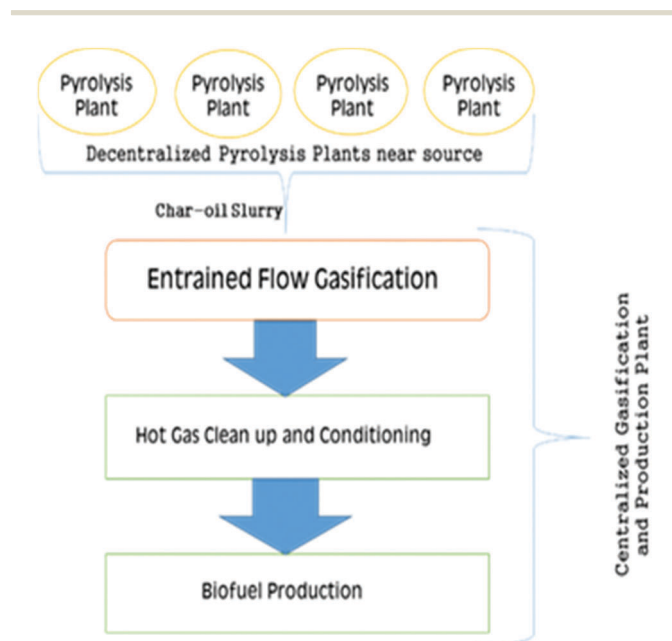 Pyrolysis
Plant
Pyrolysis
Plant
Pyrolysis
Plant
Pyrolysis
Plant
Decentralized Pyrolysis Plants near source
Char-oil Slurry
Entrained Flow Gasification
Hot Gas Clean up and Conditioning
Biofuel Production
Centralized Gasification
and Production Plant